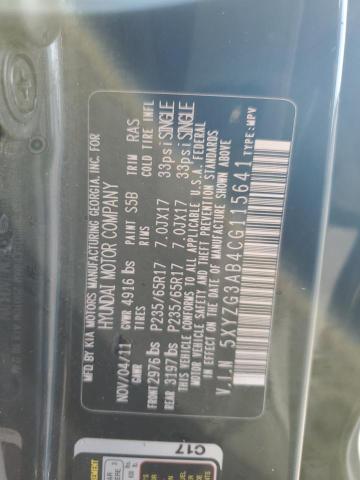 MFD BY KIA MOTORS MANUFACTURING GEORGIA, INC. FOR
HYUNDAI MOTOR COMPANY
NOV/04/11 GVWR 4916 lbs PAINT S5B TRIM RAS
GAWR TIRES RIMS COLD TIRE INFL
FRONT 2976 lbs P235/65R17 7.0JX17 33psi SINGLE
REAR 3197 lbs P235/65R17 7.0JX17 33psi SINGLE
THIS VEHICLE CONFORMS TO ALL APPLICABLE U.S.A. FEDERAL
MOTOR VEHICLE SAFETY AND THEFT PREVENTION STANDARDS
IN EFFECT ON THE DATE OF MANUFACTURE SHOWN ABOVE.
V.I.N 5XYZG3AB4CG115641 TYPE:MPV
C17